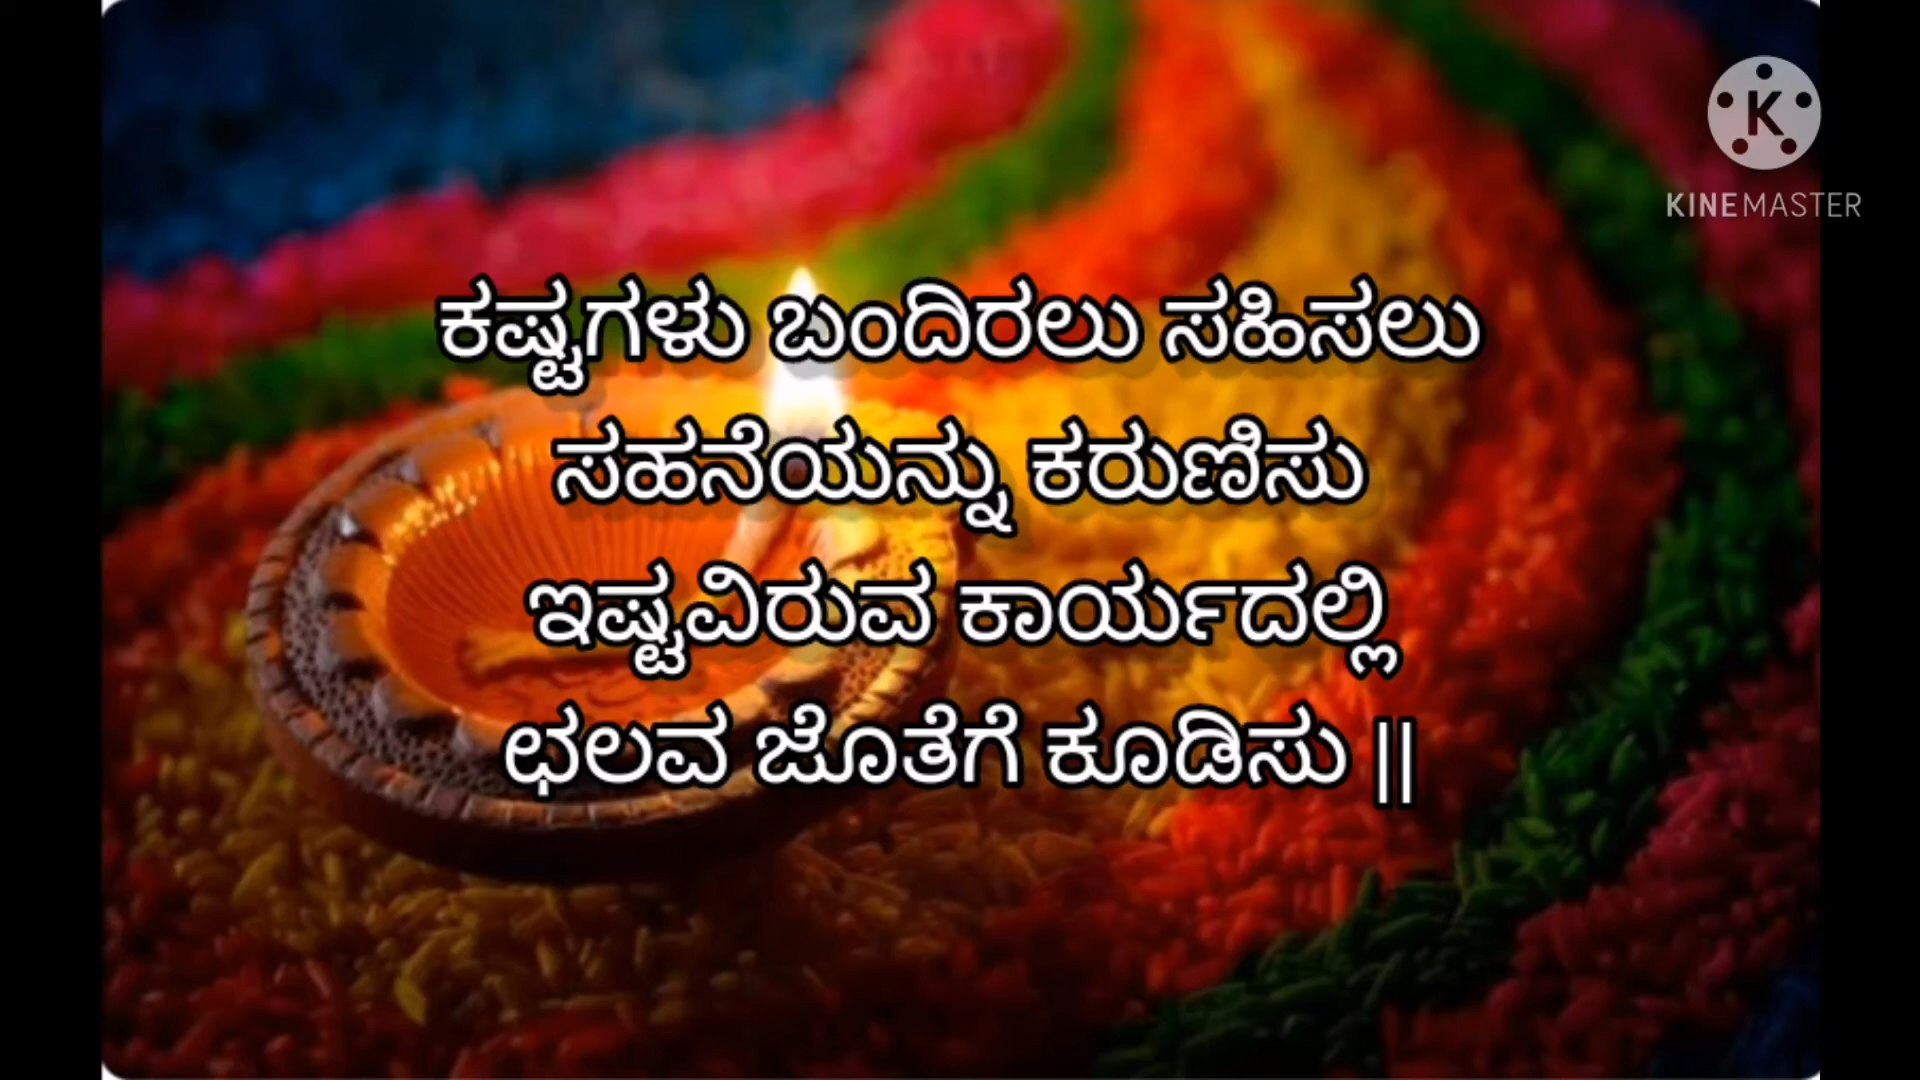 KINEMASTER
ಕಷ್ಟಗಳು ಬಂದಿರಲು ಸಹಿಸಲು
ಸಹನೆಯನ್ನು ಕರುಣಿಸು
ಇಷ್ಟವಿರುವ ಕಾರ್ಯದಲ್ಲಿ
ಛಲವ ಜೊತೆಗೆ ಕೂಡಿಸು ||